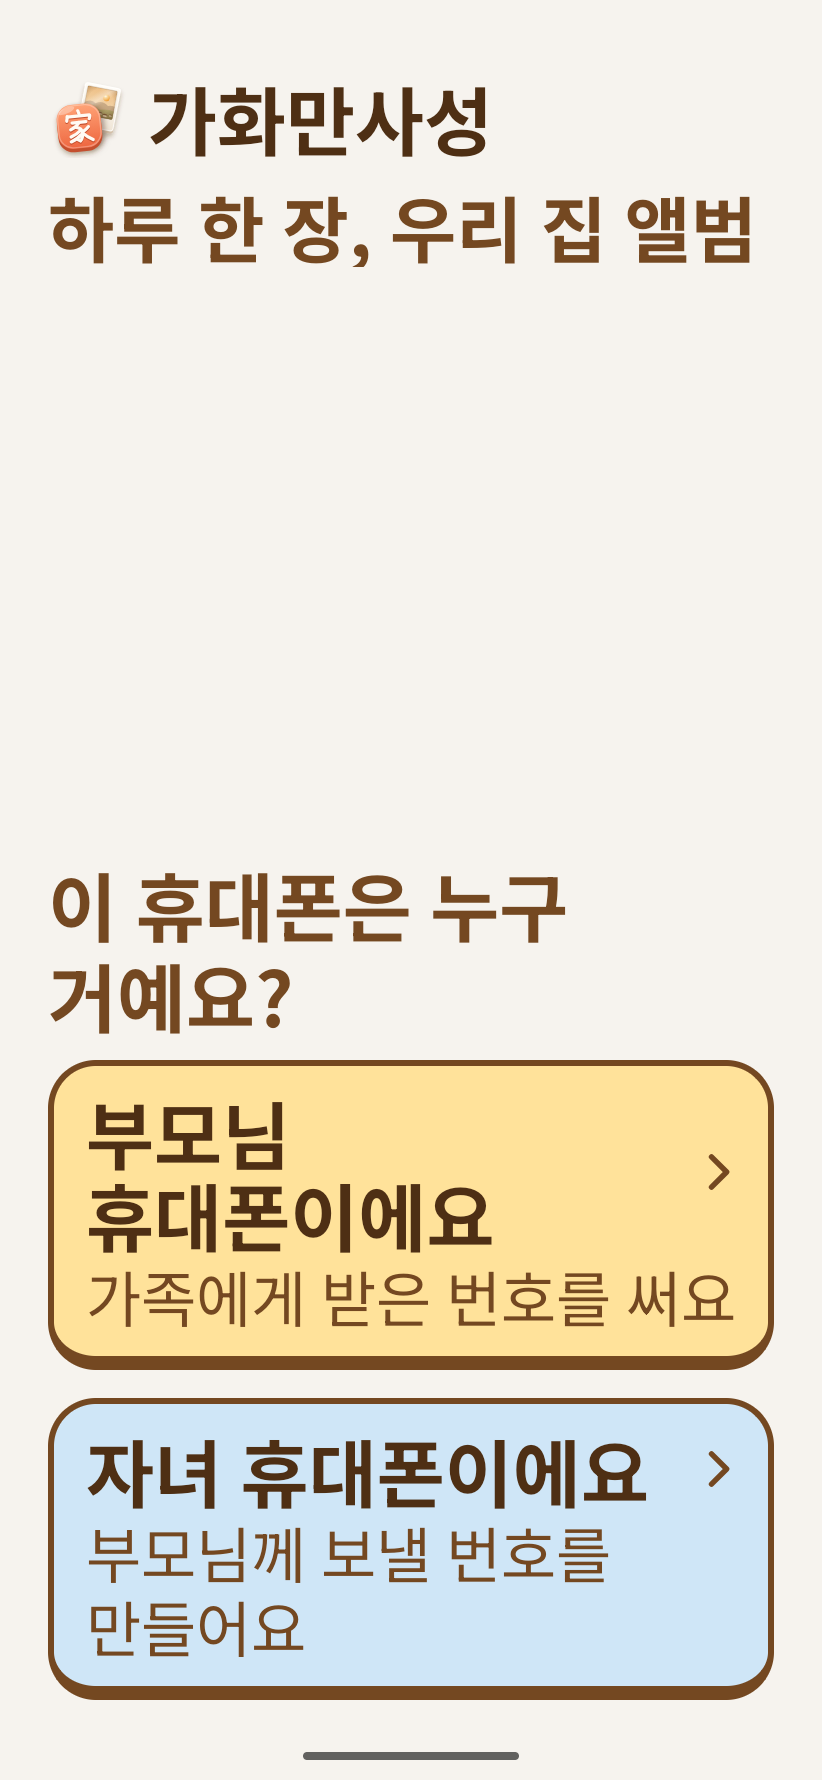 家 가화만사성
하루 한 장, 우리 집 앨범
이 휴대폰은 누구
거예요?
부모님
휴대폰이에요
가족에게 받은 번호를 써요
자녀 휴대폰이에요
부모님께 보낼 번호를
만들어요